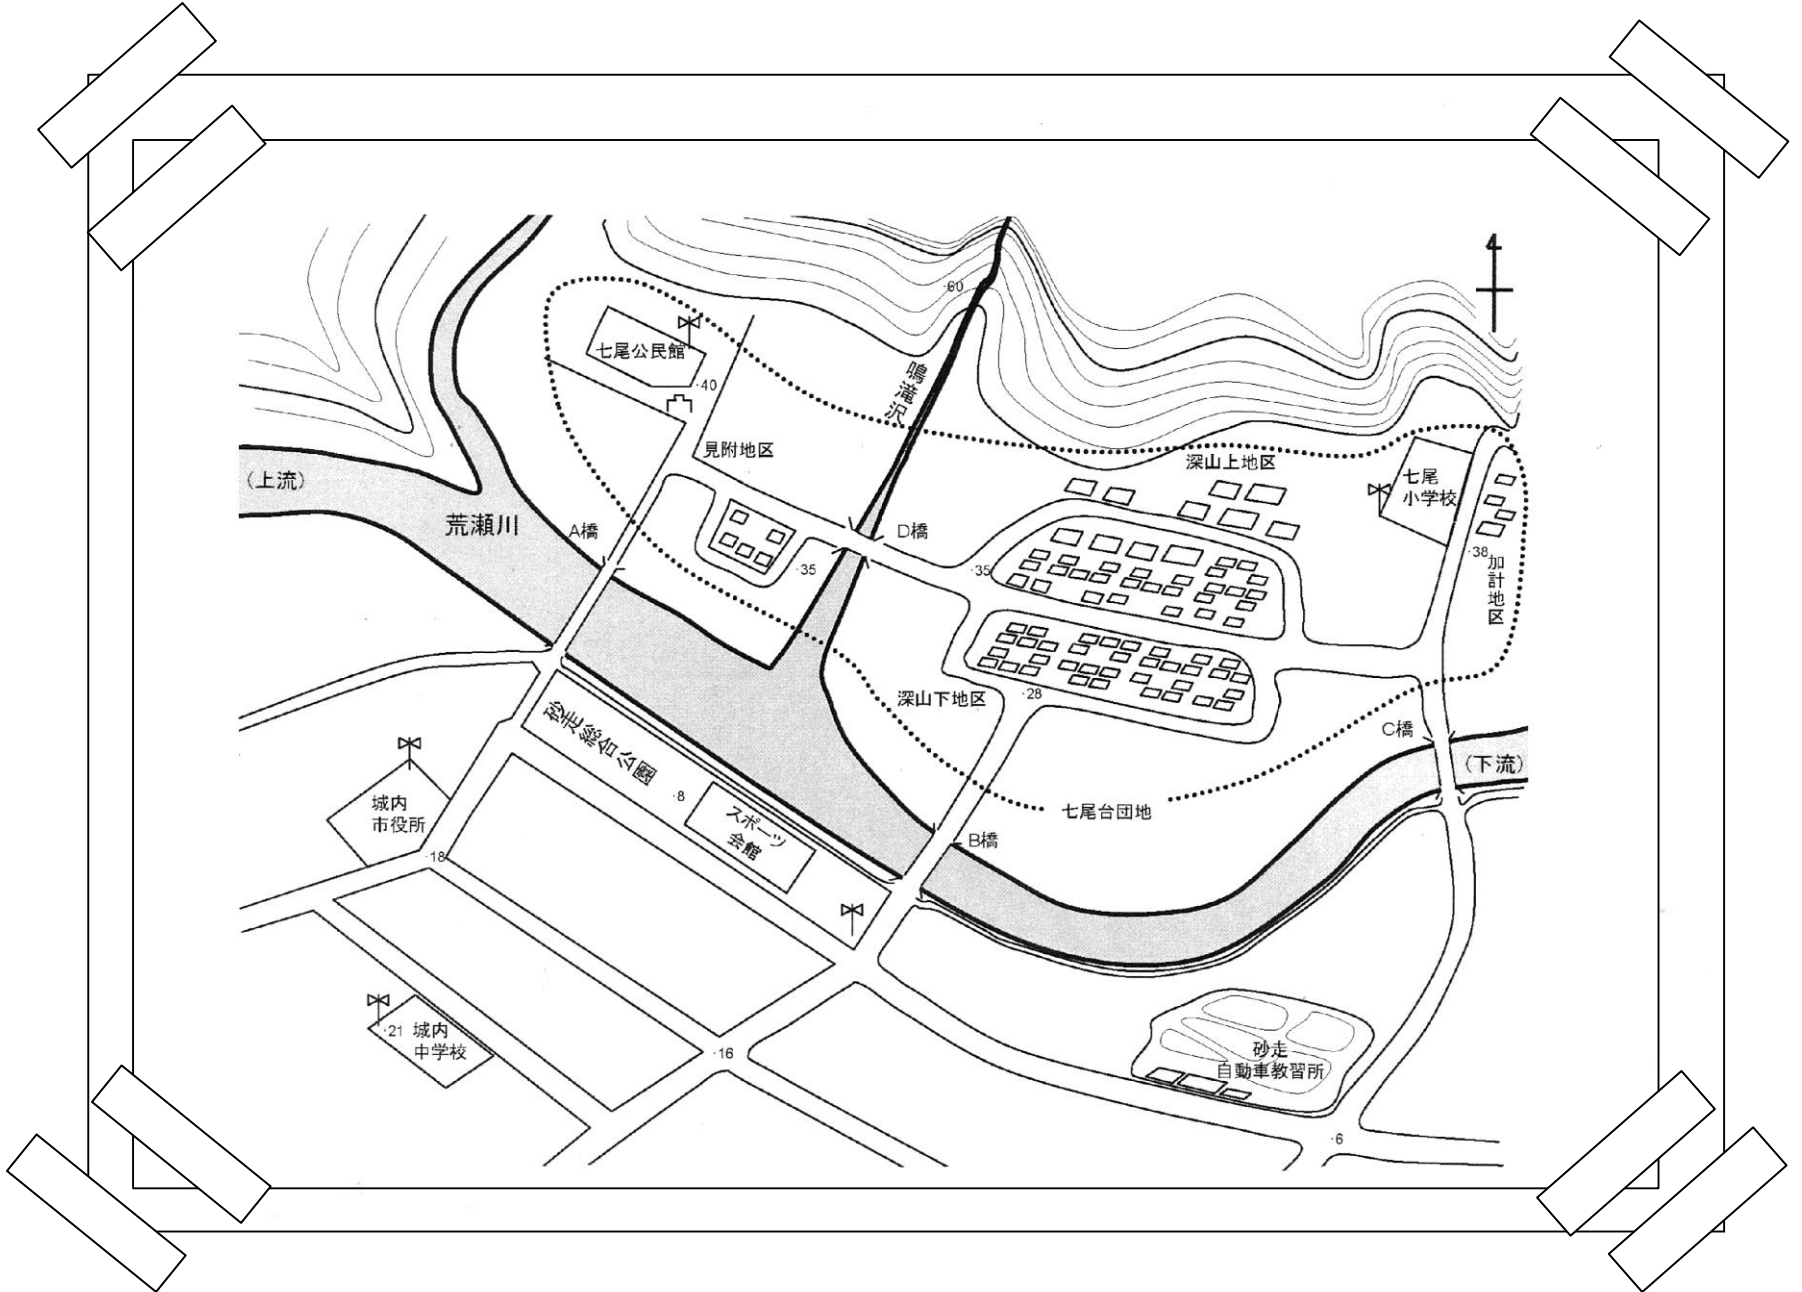 4
·60
七尾公民館
·40
鳴滝沢
見附地区
(上流)
深山上地区
七尾
小学校
荒瀬川
A橋
D橋
·35
·35
·38
加計地区
深山下地区
·28
砂走総合公園
C橋
(下流)
城内
市役所
·8
スポーツ
会館
七尾台団地
B橋
·18
·21
城内
中学校
·16
砂走
自動車教習所
·6